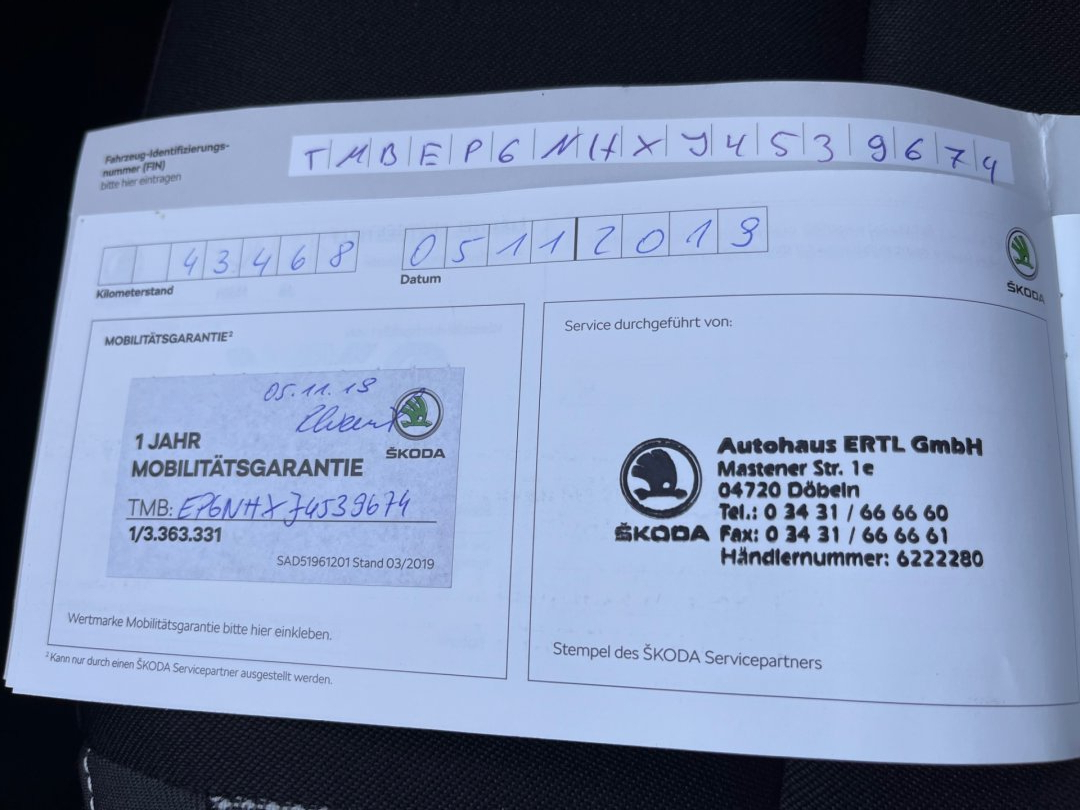 Fahrzeug-Identifizierungs-
nummer (FIN)
bitte hier eintragen
TMBEP6NHXJ4539674
43468
Kilometerstand
05 11 2019
Datum
ŠKODA
MOBILITÄTSGARANTIE²
05.11.19
ŠKODA
1 JAHR
MOBILITÄTSGARANTIE
TMB: EP6NHXJ4539674
1/3.363.331
SAD51961201 Stand 03/2019
Wertmarke Mobilitätsgarantie bitte hier einkleben.
² Kann nur durch einen ŠKODA Servicepartner ausgestellt werden.
Service durchgeführt von:
Autohaus ERTL GmbH
Mastener Str. 1e
04720 Döbeln
Tel.: 0 34 31 / 66 66 60
ŠKODA Fax: 0 34 31 / 66 66 61
Händlernummer: 6222280
Stempel des ŠKODA Servicepartners